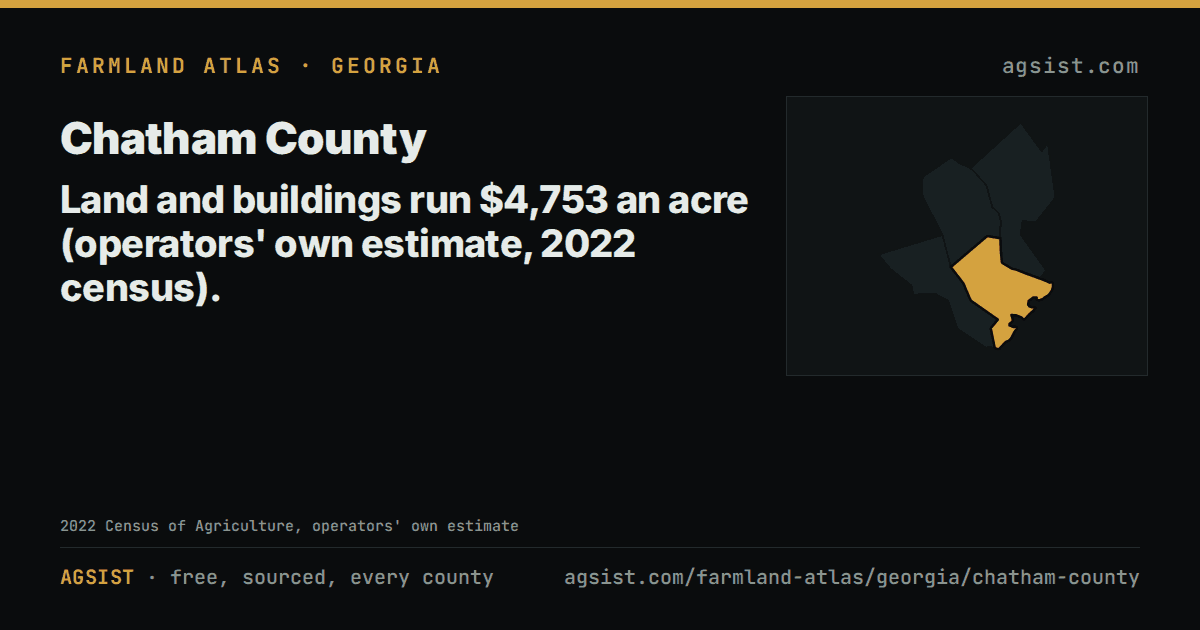 FARMLAND ATLAS · GEORGIA
agsist.com
Chatham County
Land and buildings run $4,753 an acre
(operators' own estimate, 2022
census).
2022 Census of Agriculture, operators' own estimate
AGSIST · free, sourced, every county
agsist.com/farmland-atlas/georgia/chatham-county